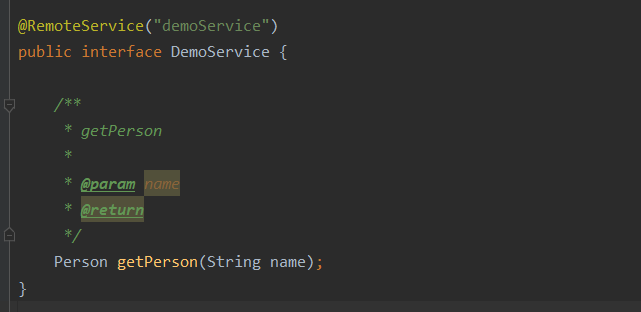 @RemoteService("demoService")
public interface DemoService {
/**
* getPerson
*
* @param name
* @return
*/
Person getPerson(String name);
}